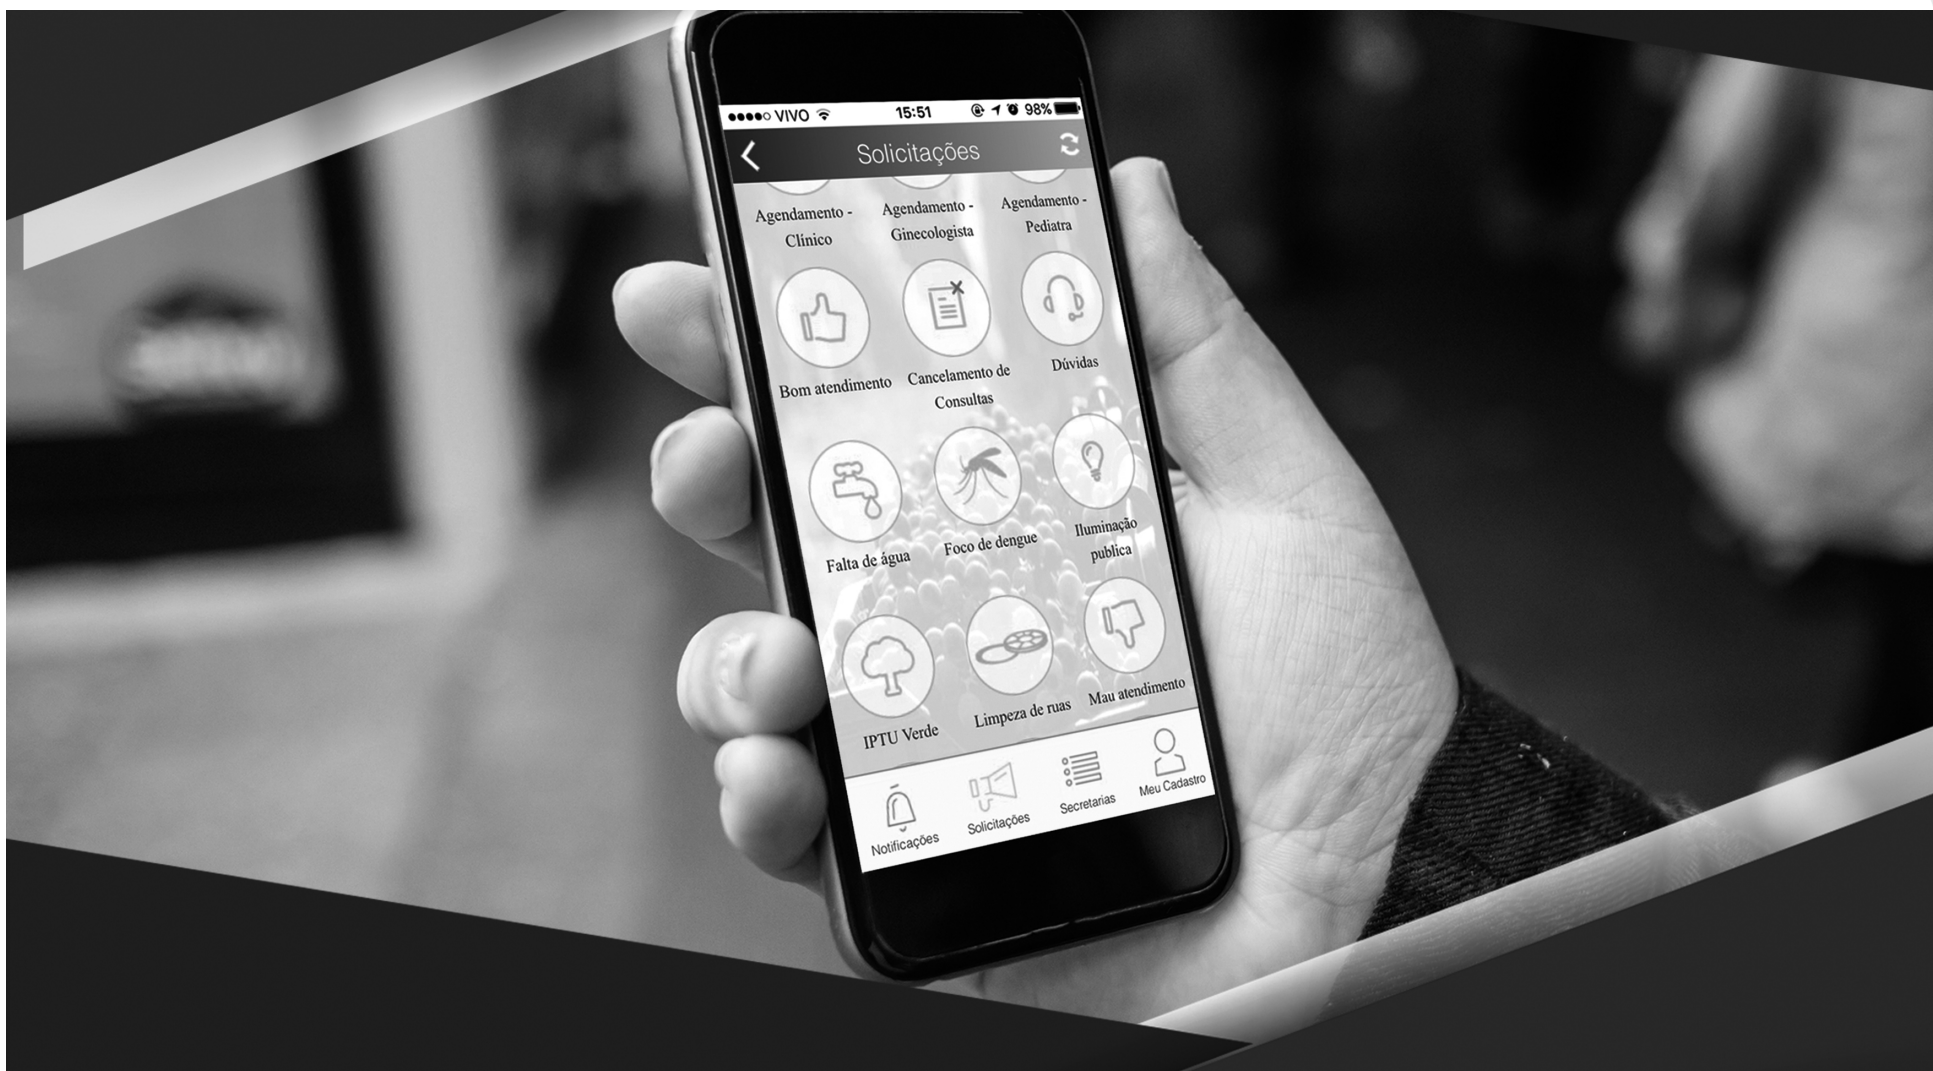 VIVO 15:51 98%
Solicitações
Agendamento - Agendamento - Agendamento -
Clínico Ginecologista Pediatra
Bom atendimento Cancelamento de Dúvidas
Consultas
Falta de água Foco de dengue Iluminação
publica
IPTU Verde Limpeza de ruas Mau atendimento
Notificações Solicitações Secretarias Meu Cadastro